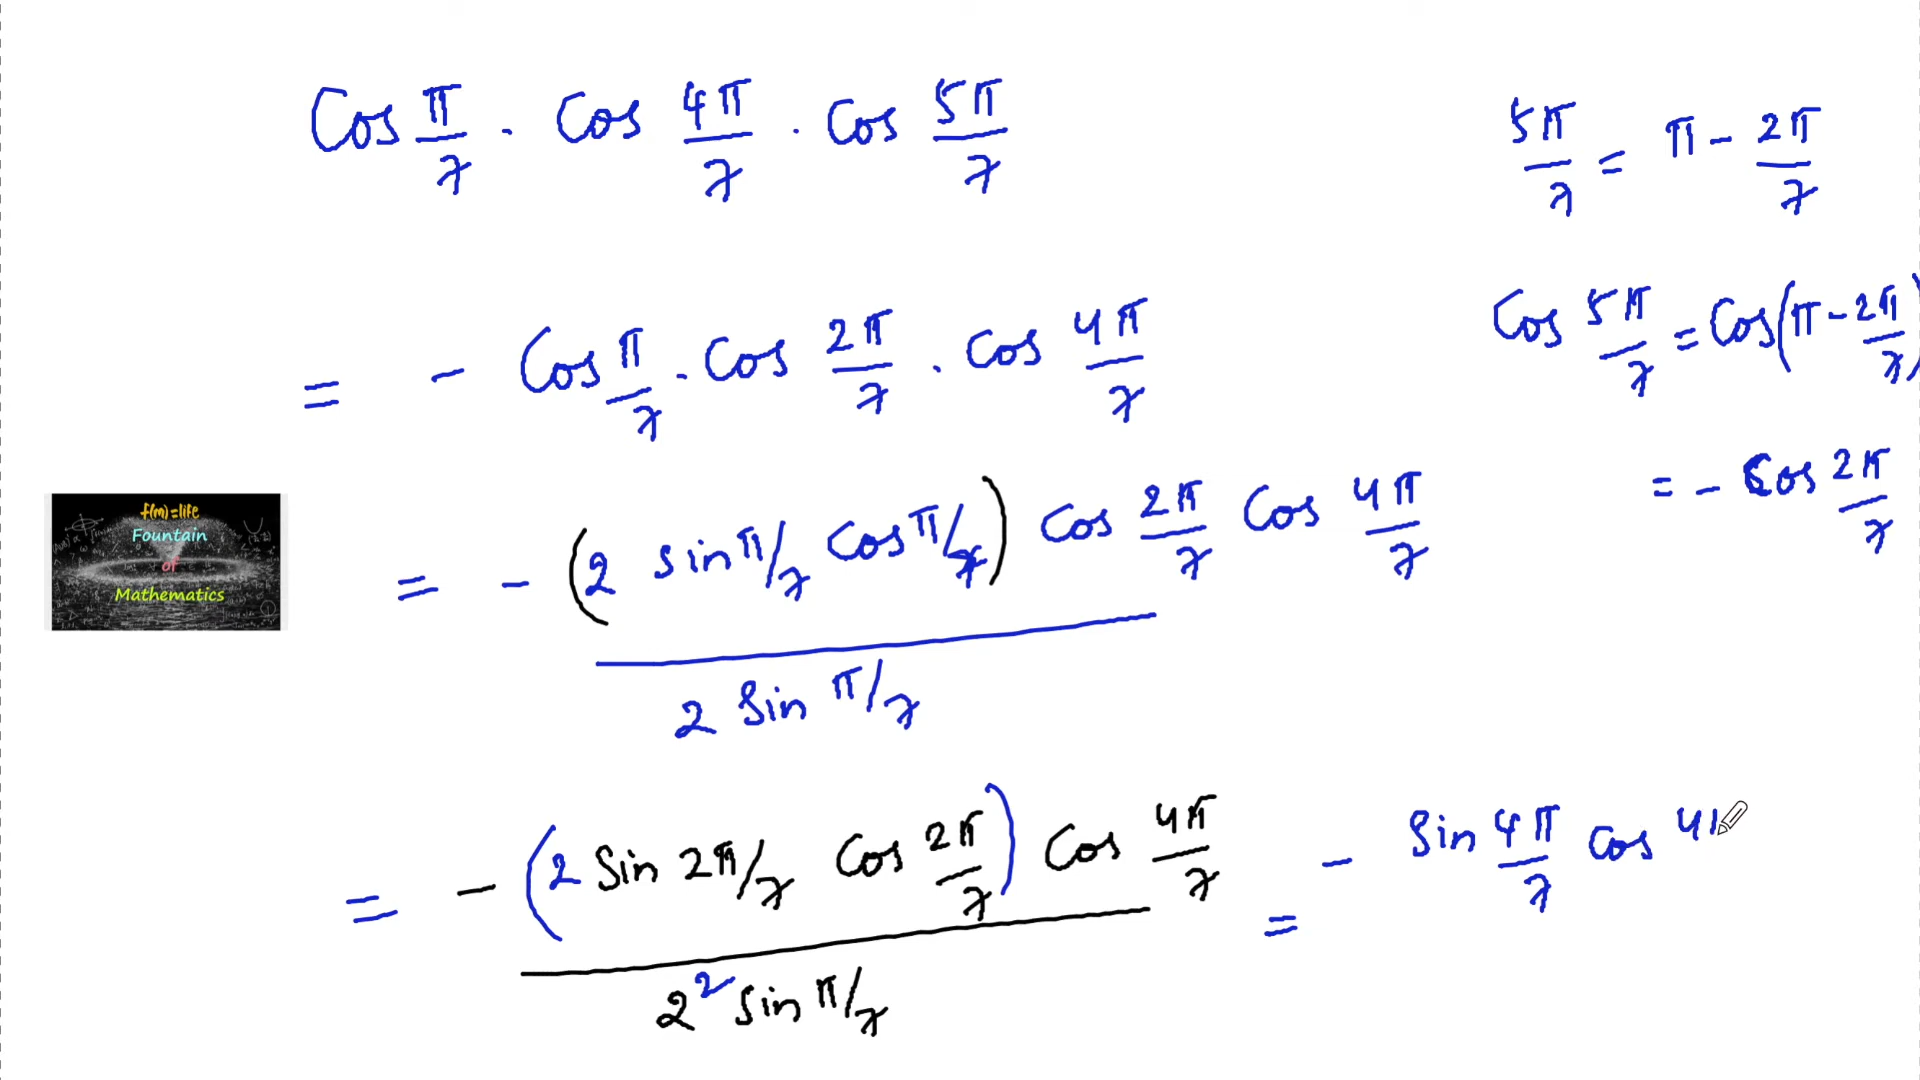 Cos π/7 . Cos 4π/7 . Cos 5π/7
5π/7 = π - 2π/7
= - Cos π/7 . Cos 2π/7 . Cos 4π/7
Cos 5π/7 = Cos(π - 2π/7)
= - Cos 2π/7
= - (2 sin π/7 Cos π/7) Cos 2π/7 Cos 4π/7
2 Sin π/7
f(m)=life
Fountain
of
Mathematics
= - (2 Sin 2π/7 Cos 2π/7) Cos 4π/7 = - Sin 4π/7 Cos 4
2² Sin π/7